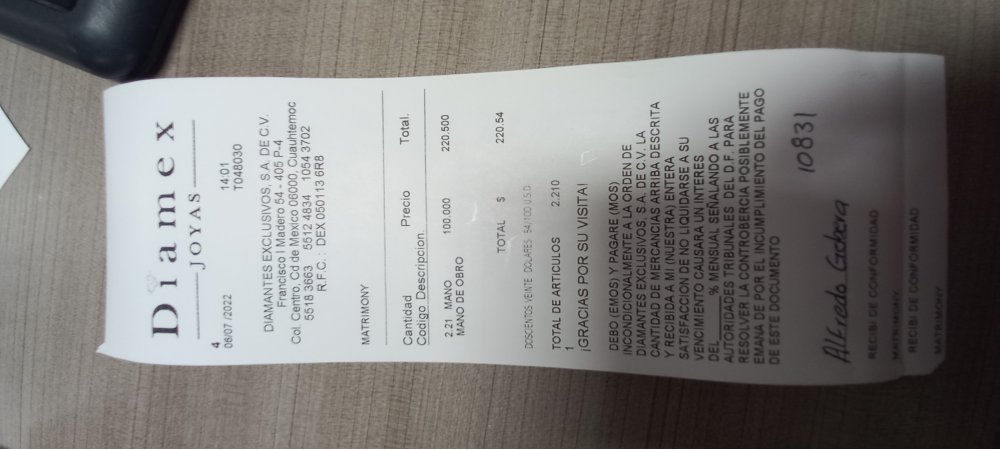 Diamex
JOYAS
4
06/07/2022 14:01
T048030
DIAMANTES EXCLUSIVOS, S.A. DE C.V.
Francisco I Madero 54 - 405 P-4
Col. Centro, Cd de Mexico 06000, Cuauhtemoc
5518 3663 5512 4834 1054 3702
R.F.C. : DEX 050113 6R8
MATRIMONY
Cantidad Precio Total.
Codigo Descripcion
2.21 MANO 100.000 220.500
MANO DE OBRO
TOTAL $ 220.54
DOSCIENTOS VEINTE DOLARES 54/100 U.S.D.
TOTAL DE ARTICULOS 2.210
1
¡GRACIAS POR SU VISITA!
DEBO (EMOS) Y PAGARE (MOS)
INCONDICIONALMENTE A LA ORDEN DE
DIAMANTES EXCLUSIVOS, S.A. DE C.V. LA
CANTIDAD DE MERCANCIAS ARRIBA DESCRITA
Y RECIBIDA A MI (NUESTRA) ENTERA
SATISFACCION DE NO LIQUIDARSE A SU
VENCIMIENTO CAUSARA UN INTERES
DEL % MENSUAL SEÑALANDO A LAS
AUTORIDADES TRIBUNALES DEL D.F. PARA
RESOLVER LA CONTROBERCIA POSIBLEMENTE
EMANA DE POR EL INCUMPLIMIENTO DEL PAGO
DE ESTE DOCUMENTO
10831
Alfredo
RECIBI DE CONFORMIDAD
MATRIMONY
RECIBI DE CONFORMIDAD
MATRIMONY